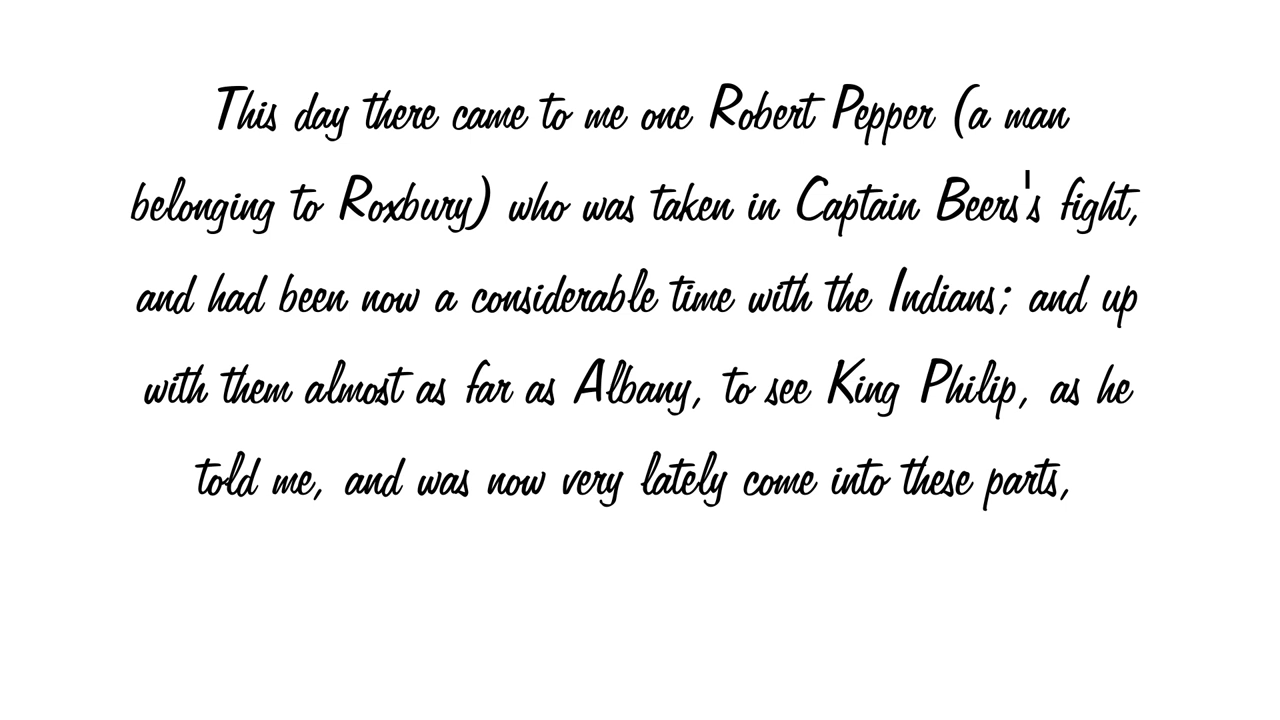 This day there came to me one Robert Pepper (a man
belonging to Roxbury) who was taken in Captain Beers's fight,
and had been now a considerable time with the Indians; and up
with them almost as far as Albany, to see King Philip, as he
told me, and was now very lately come into these parts,